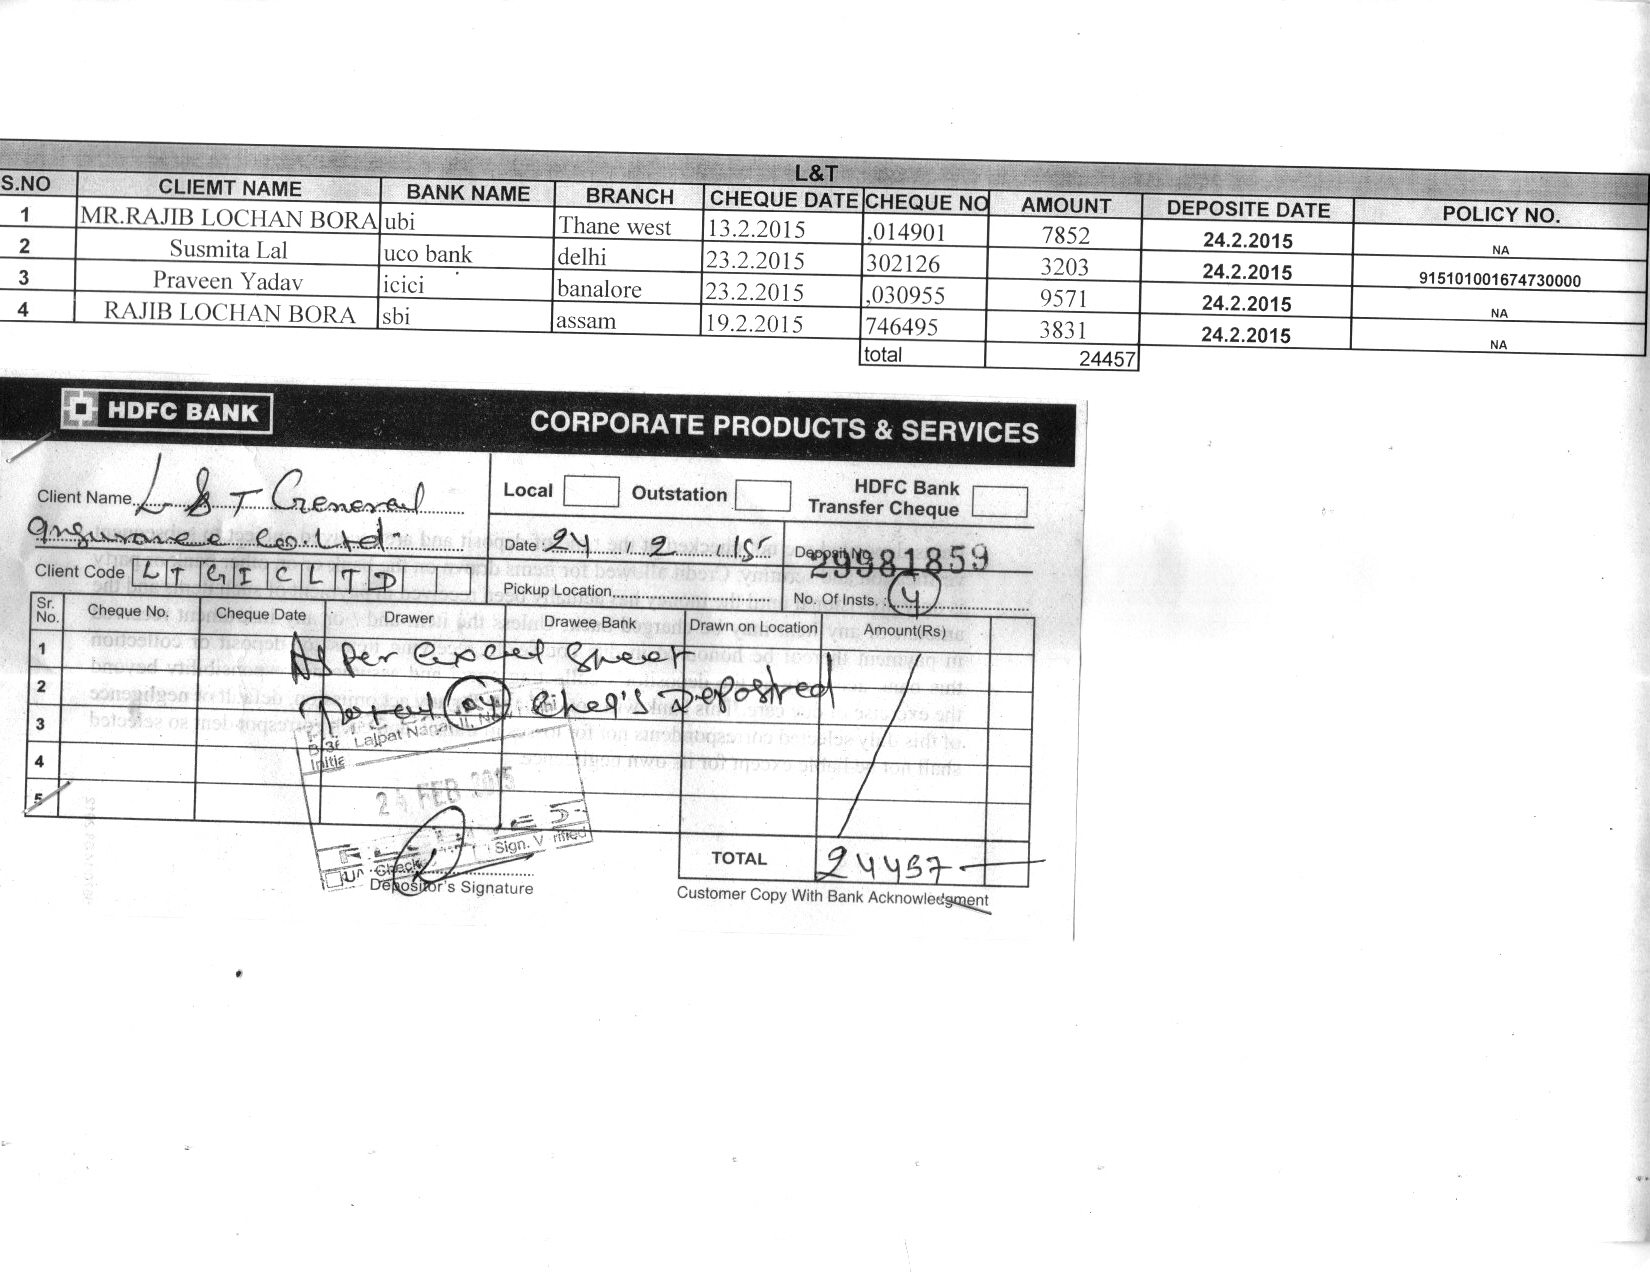 L&T
S.NO CLIEMT NAME BANK NAME BRANCH CHEQUE DATE CHEQUE NO AMOUNT DEPOSITE DATE POLICY NO.
1 MR.RAJIB LOCHAN BORA ubi Thane west 13.2.2015 ,014901 7852 24.2.2015 NA
2 Susmita Lal uco bank delhi 23.2.2015 302126 3203 24.2.2015 915101001674730000
3 Praveen Yadav icici banalore 23.2.2015 ,030955 9571 24.2.2015 NA
4 RAJIB LOCHAN BORA sbi assam 19.2.2015 746495 3831 24.2.2015 NA
total 24457
HDFC BANK CORPORATE PRODUCTS & SERVICES
Client Name L & T General
Local Outstation HDFC Bank
Transfer Cheque
Insurance Co. Ltd.
Date : 24 . 2 . 15 Deposit No. 29981859
Client Code L T G I C L T D
Pickup Location No. Of Insts. : 4
Sr. No. Cheque No. Cheque Date Drawer Drawee Bank Drawn on Location Amount(Rs)
1 As per excel sheet
2 Total (04) Cheq's Deposited
3
Lajpat Nagar II, New
4
Initia
5
FEB 2015
Check Sign. V
TOTAL 24457
Depositor's Signature
Customer Copy With Bank Acknowledgment